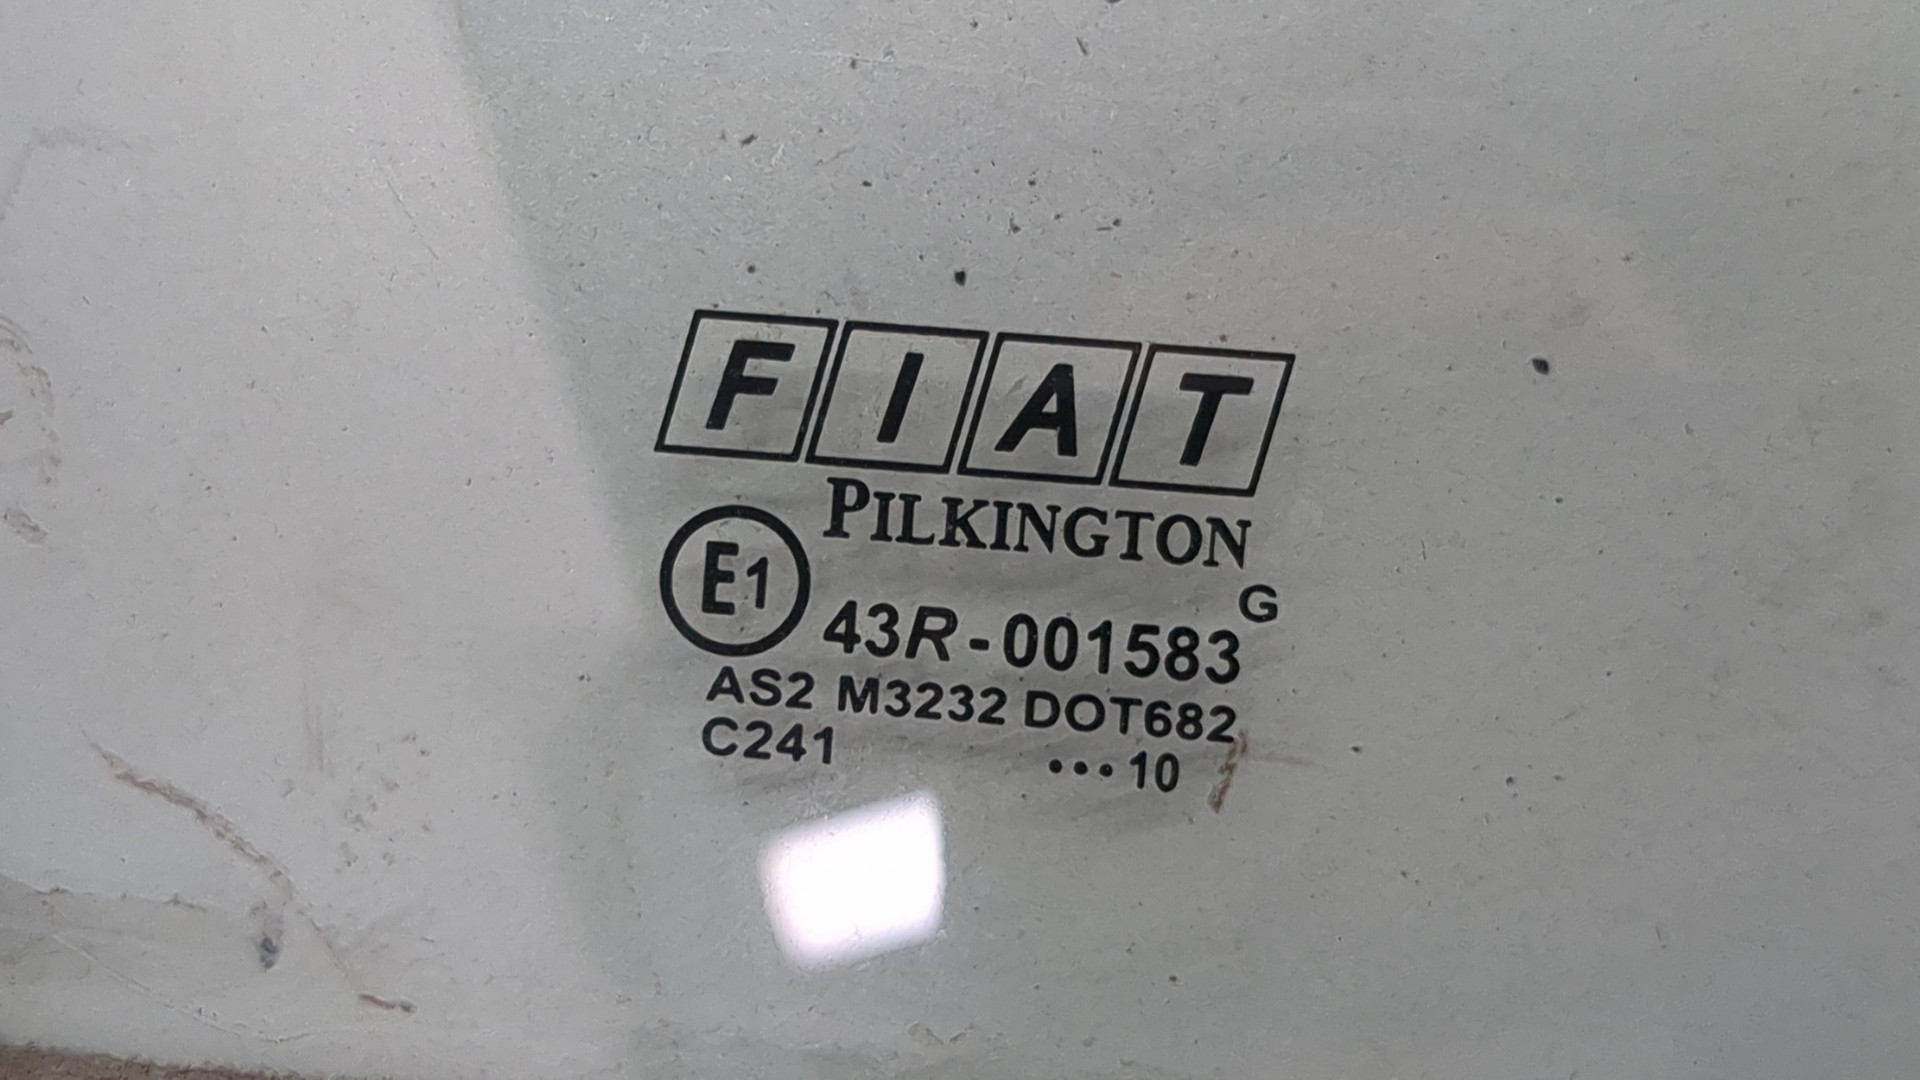 FIAT
PILKINGTON
E1
43R-001583 G
AS2 M3232 DOT682
C241 •••10